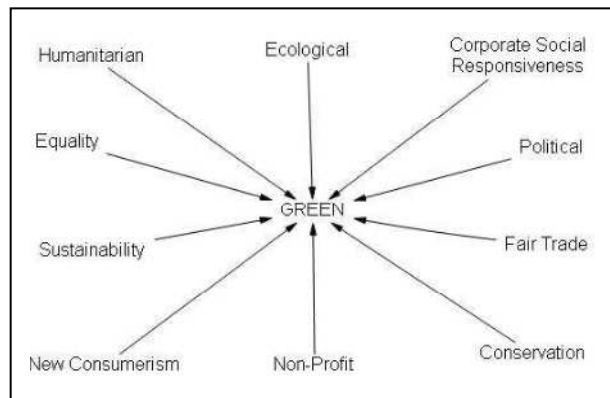 Humanitarian
Ecological
Corporate Social
Responsiveness
Equality
Political
GREEN
Sustainability
Fair Trade
New Consumerism
Non-Profit
Conservation